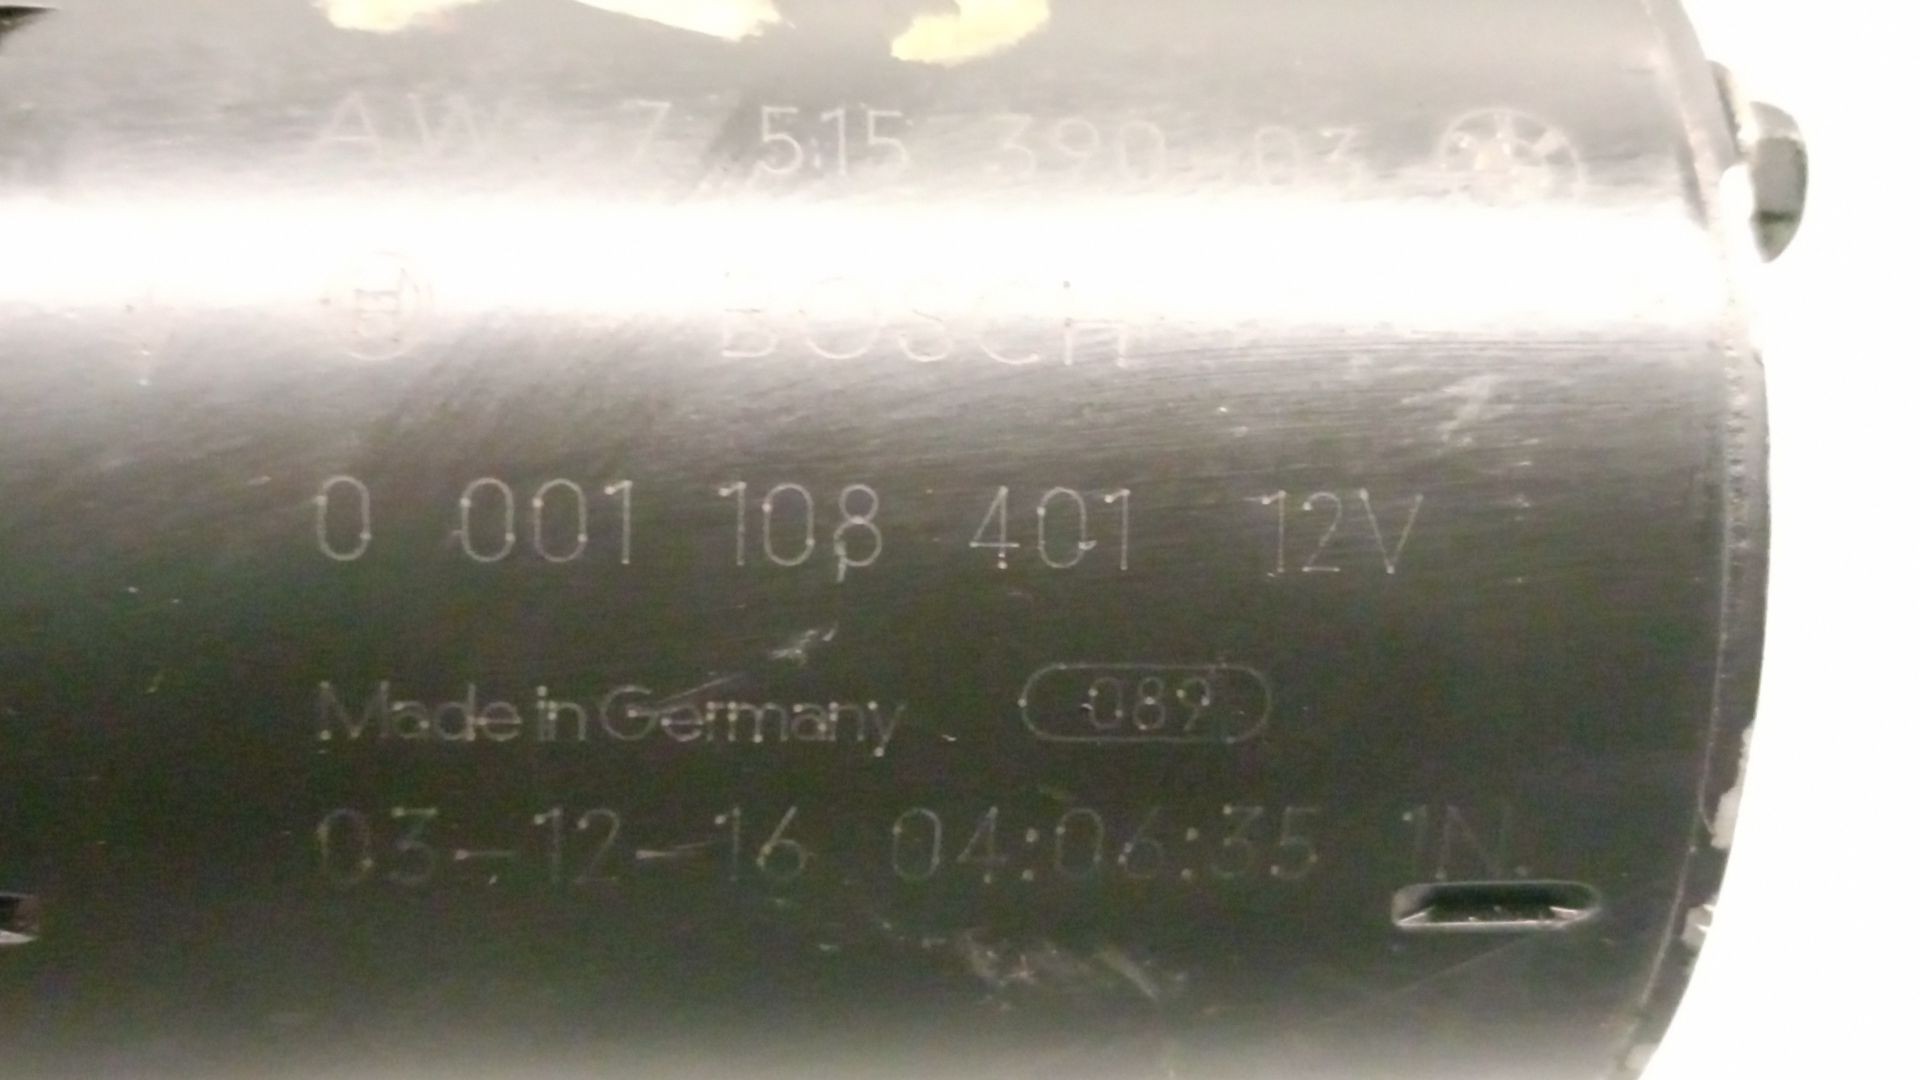 AW 7 515 390-03
BOSCH
0 001 108 401 12V
Made in Germany 089
03-12-16 04:06:35 1N.